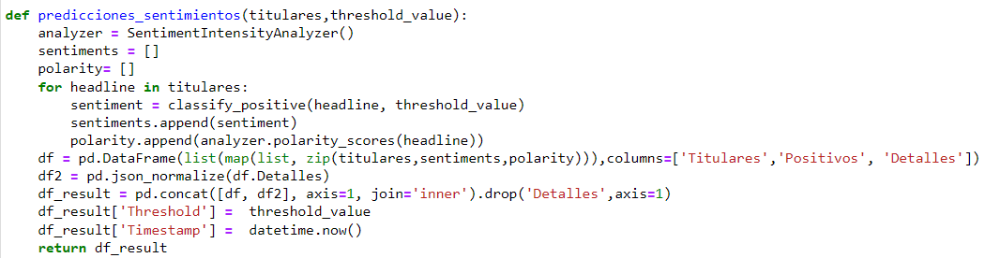 def predicciones_sentimientos(titulares,threshold_value):
    analyzer = SentimentIntensityAnalyzer()
    sentiments = []
    polarity= []
    for headline in titulares:
        sentiment = classify_positive(headline, threshold_value)
        sentiments.append(sentiment)
        polarity.append(analyzer.polarity_scores(headline))
    df = pd.DataFrame(list(map(list, zip(titulares,sentiments,polarity))),columns=['Titulares','Positivos', 'Detalles'])
    df2 = pd.json_normalize(df.Detalles)
    df_result = pd.concat([df, df2], axis=1, join='inner').drop('Detalles',axis=1)
    df_result['Threshold'] =  threshold_value
    df_result['Timestamp'] =  datetime.now()
    return df_result